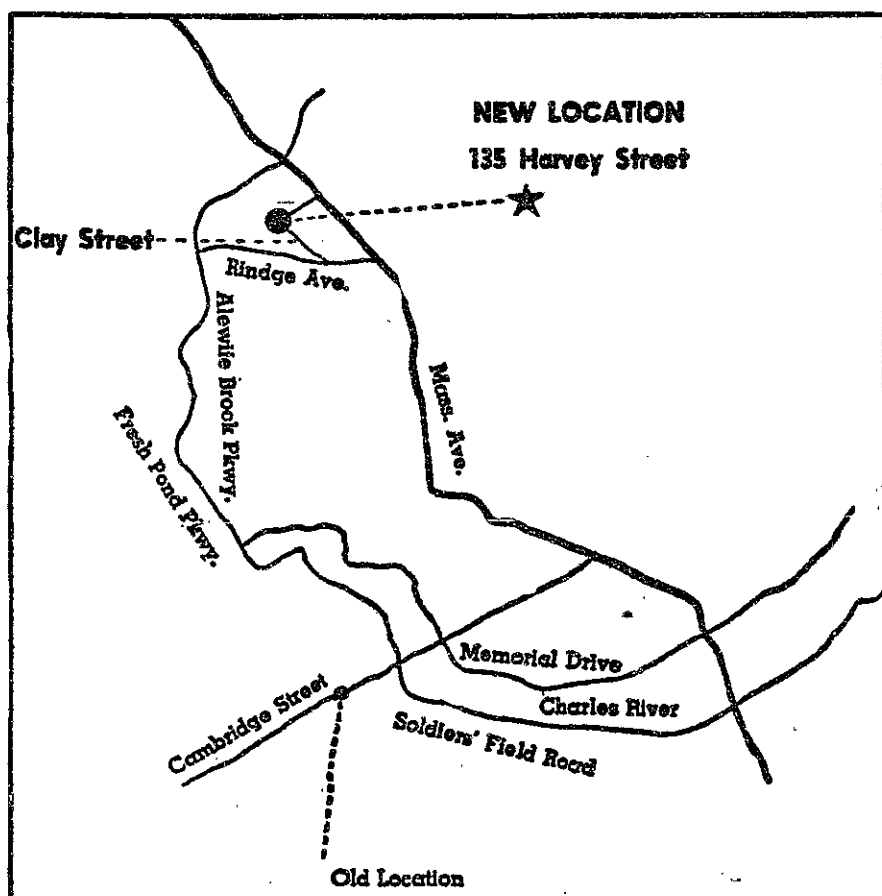 NEW LOCATION
135 Harvey Street
Clay Street
Rindge Ave.
Alewife Brook Pkwy.
Mass. Ave.
Fresh Pond Pkwy.
Memorial Drive
Charles River
Cambridge Street
Soldiers' Field Road
Old Location